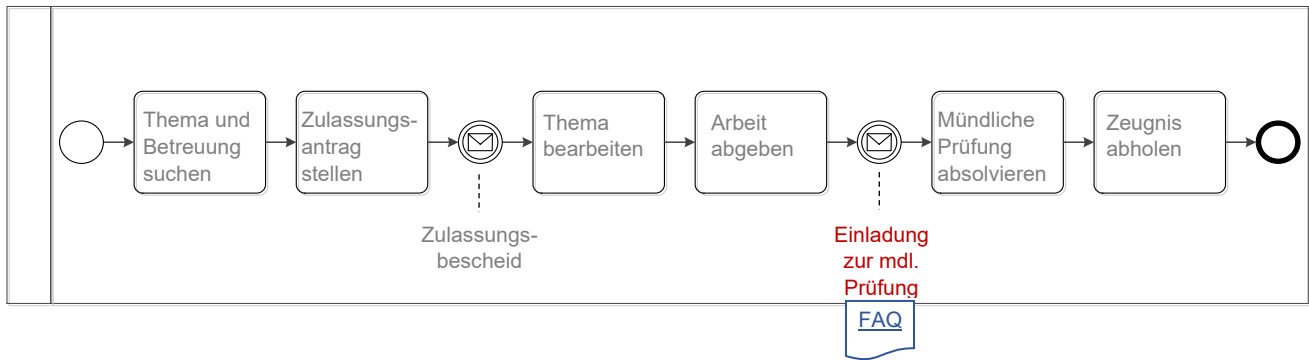 Thema und
Betreuung
suchen
Zulassungs-
antrag
stellen
Zulassungs-
bescheid
Thema
bearbeiten
Arbeit
abgeben
Einladung
zur mdl.
Prüfung
FAQ
Mündliche
Prüfung
absolvieren
Zeugnis
abholen